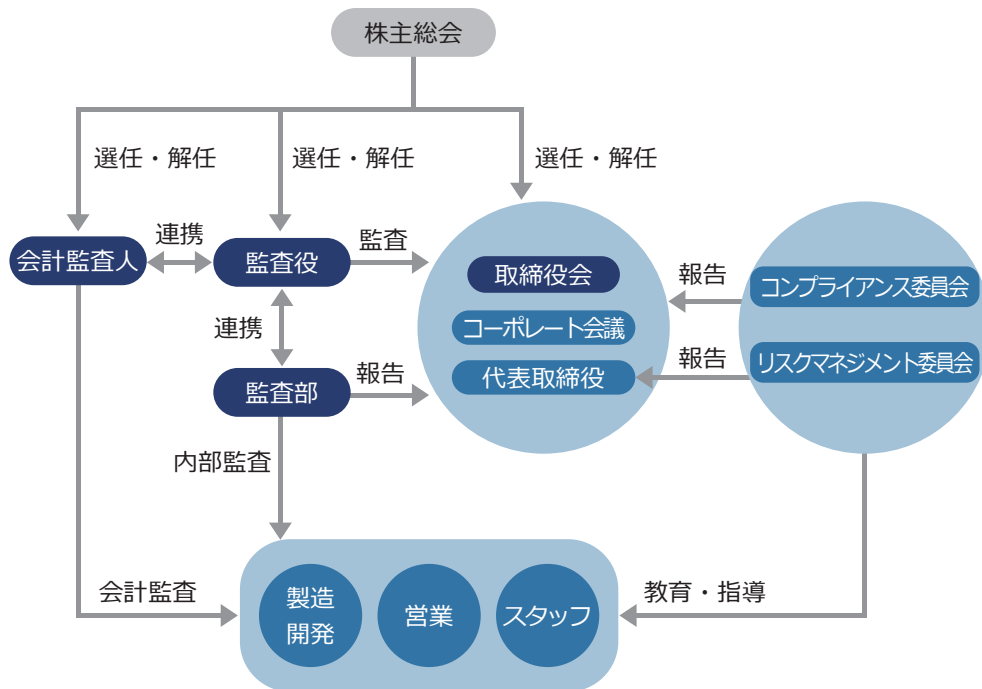 株主総会
選任・解任
選任・解任
選任・解任
会計監査人
連携
監査役
監査
取締役会
コーポレート会議
代表取締役
報告
コンプライアンス委員会
報告
リスクマネジメント委員会
連携
監査部
報告
内部監査
会計監査
製造
開発
営業
スタッフ
教育・指導